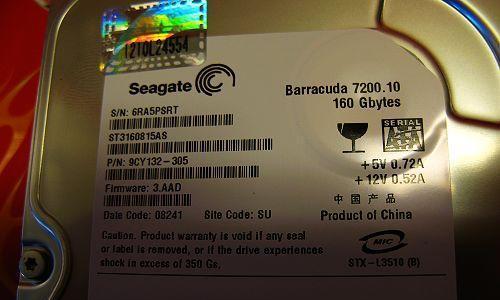 1210L24554
Seagate
Barracuda 7200.10
160 Gbytes
S/N: 6RA5PSRT
ST3160815AS
P/N: 9CY132-305
Firmware: 3.AAD
Date Code: 08241 Site Code: SU
SERIAL
ATA
+5V 0.72A
+12V 0.52A
中国产品
Product of China
Caution: Product warranty is void if any seal
or label is removed, or if the drive experiences
shock in excess of 350 Gs.
MIC
STX-L3510 (B)